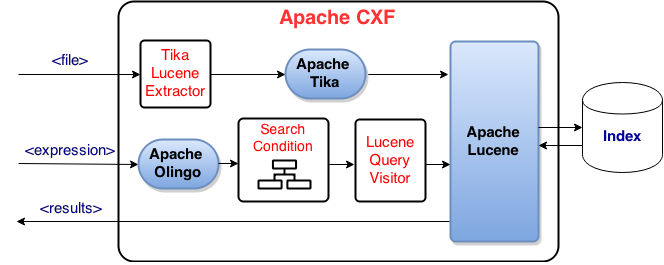 Apache CXF
<file>
Tika
Lucene
Extractor
Apache
Tika
<expression>
Apache
Olingo
Search
Condition
Lucene
Query
Visitor
Apache
Lucene
Index
<results>